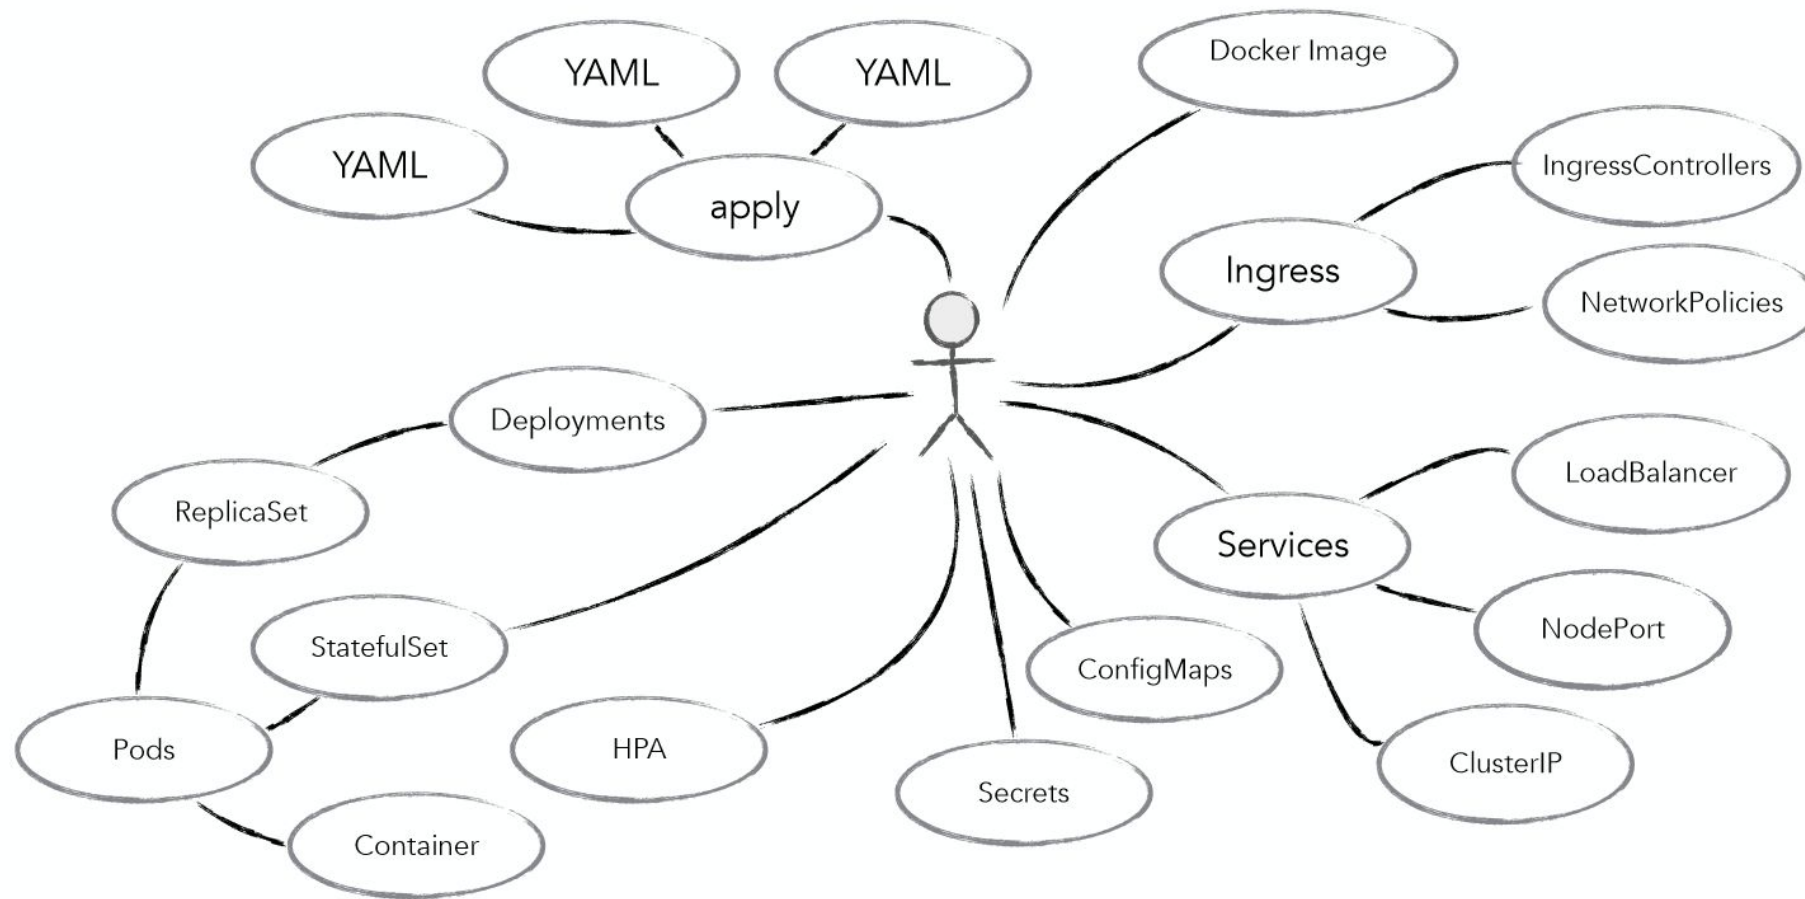 Docker Image
YAML
YAML
YAML
IngressControllers
apply
Ingress
NetworkPolicies
Deployments
LoadBalancer
ReplicaSet
Services
NodePort
StatefulSet
ConfigMaps
Pods
HPA
ClusterIP
Secrets
Container